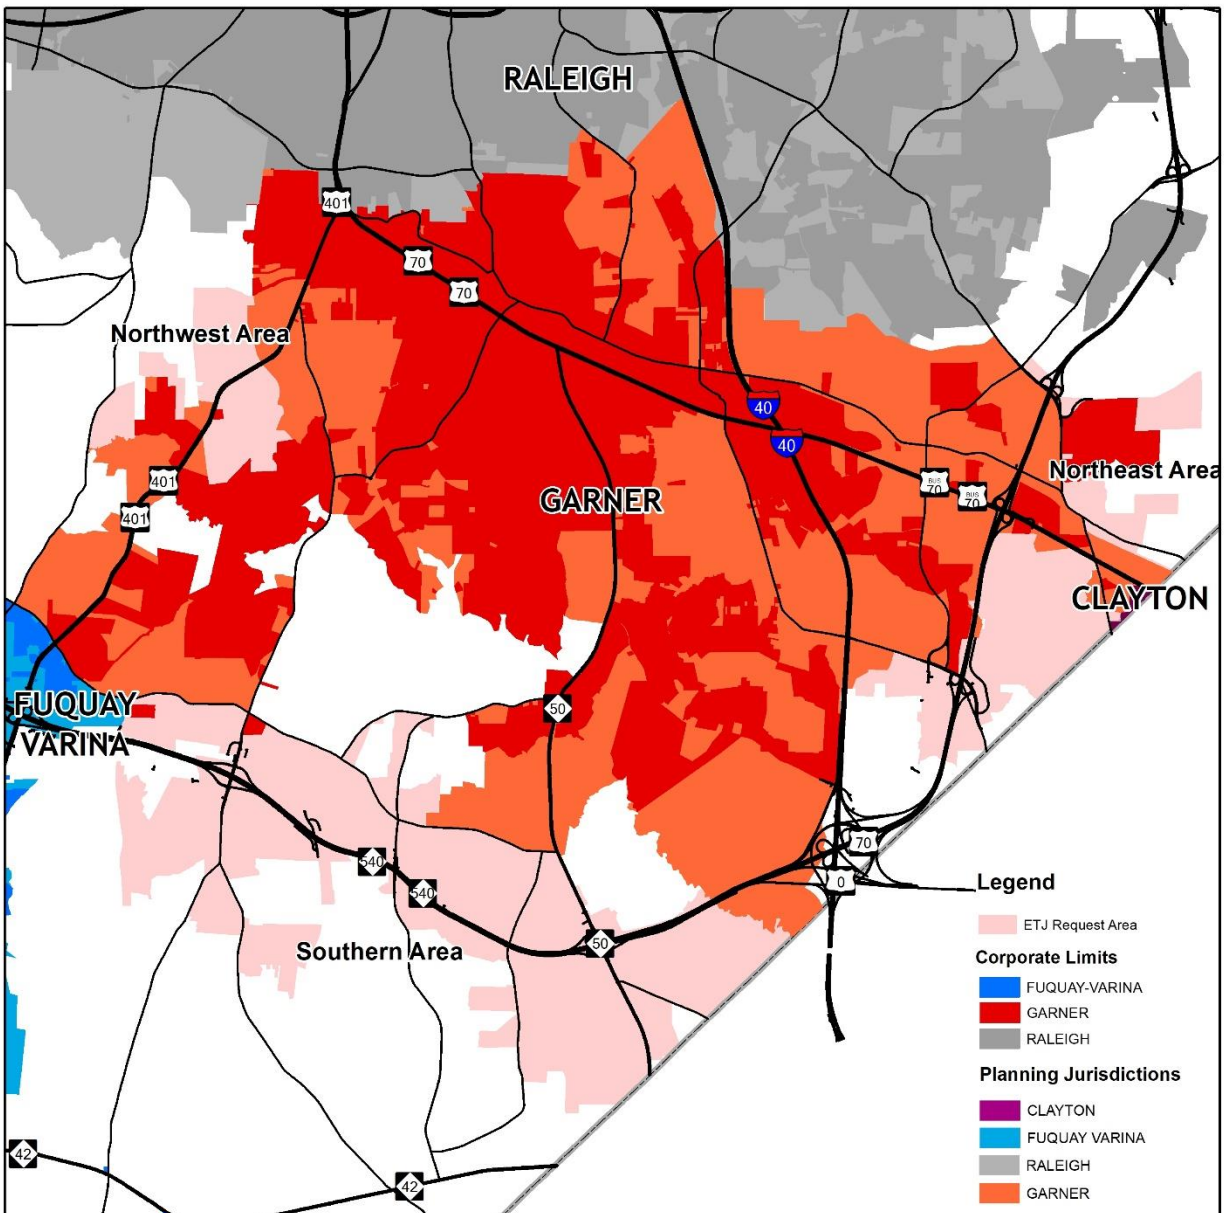 RALEIGH
401
70
70
Northwest Area
40
40
401
401
GARNER
BUS
70
BUS
70
Northeast Area
CLAYTON
FUQUAY
VARINA
50
540
540
70
0
50
Southern Area
42
42
Legend
ETJ Request Area
Corporate Limits
FUQUAY-VARINA
GARNER
RALEIGH
Planning Jurisdictions
CLAYTON
FUQUAY VARINA
RALEIGH
GARNER